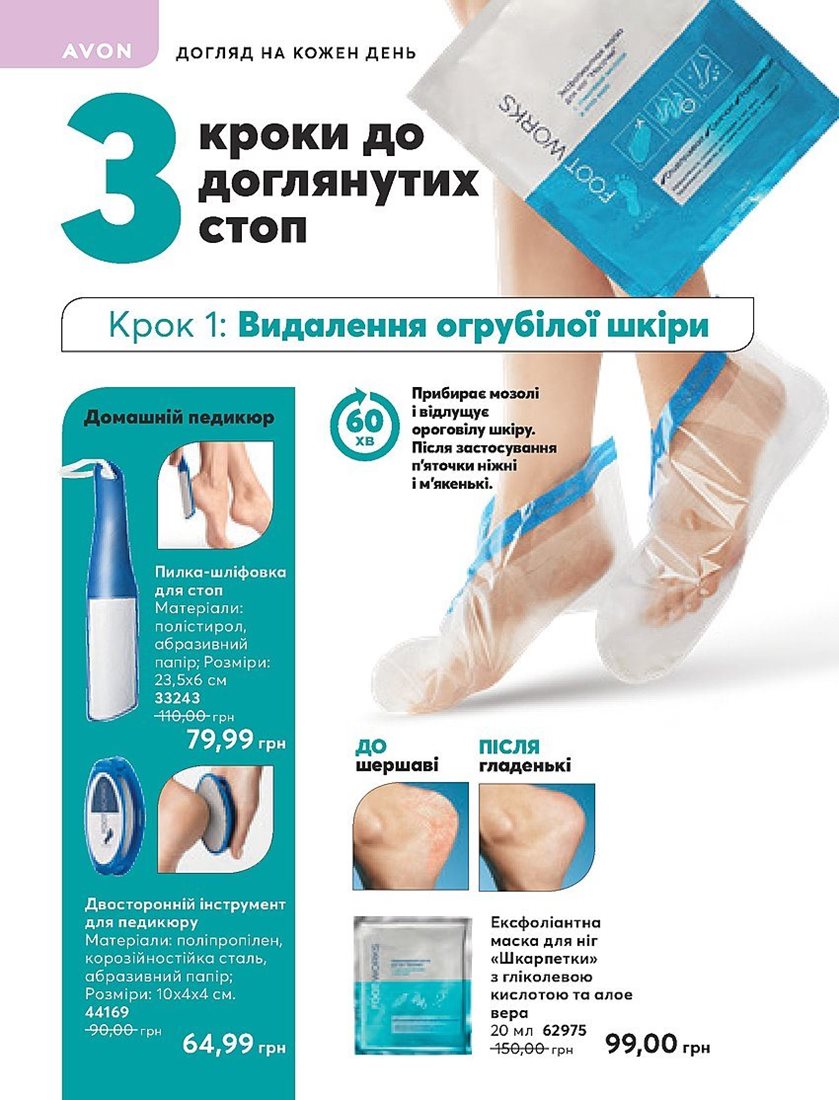 AVON
ДОГЛЯД НА КОЖЕН ДЕНЬ
3
кроки до
доглянутих
стоп
FOOT WORKS
Крок 1: Видалення огрубілої шкіри
Домашній педикюр
Пилка-шліфовка
для стоп
Матеріали:
полістирол,
абразивний
папір; Розміри:
23,5х6 см
33243
110,00 грн
79,99 грн
Двосторонній інструмент
для педикюру
Матеріали: поліпропілен,
корозійностійка сталь,
абразивний папір;
Розміри: 10х4х4 см.
44169
90,00 грн
64,99 грн
60
ХВ
Прибирає мозолі
і відлущує
ороговілу шкіру.
Після застосування
п'яточки ніжні
і м'якенькі.
ДО
шершаві
ПІСЛЯ
гладенькі
FOOT WORKS
Ексфоліантна
маска для ніг
«Шкарпетки»
з гліколевою
кислотою та алое
вера
20 мл 62975
150,00 грн
99,00 грн